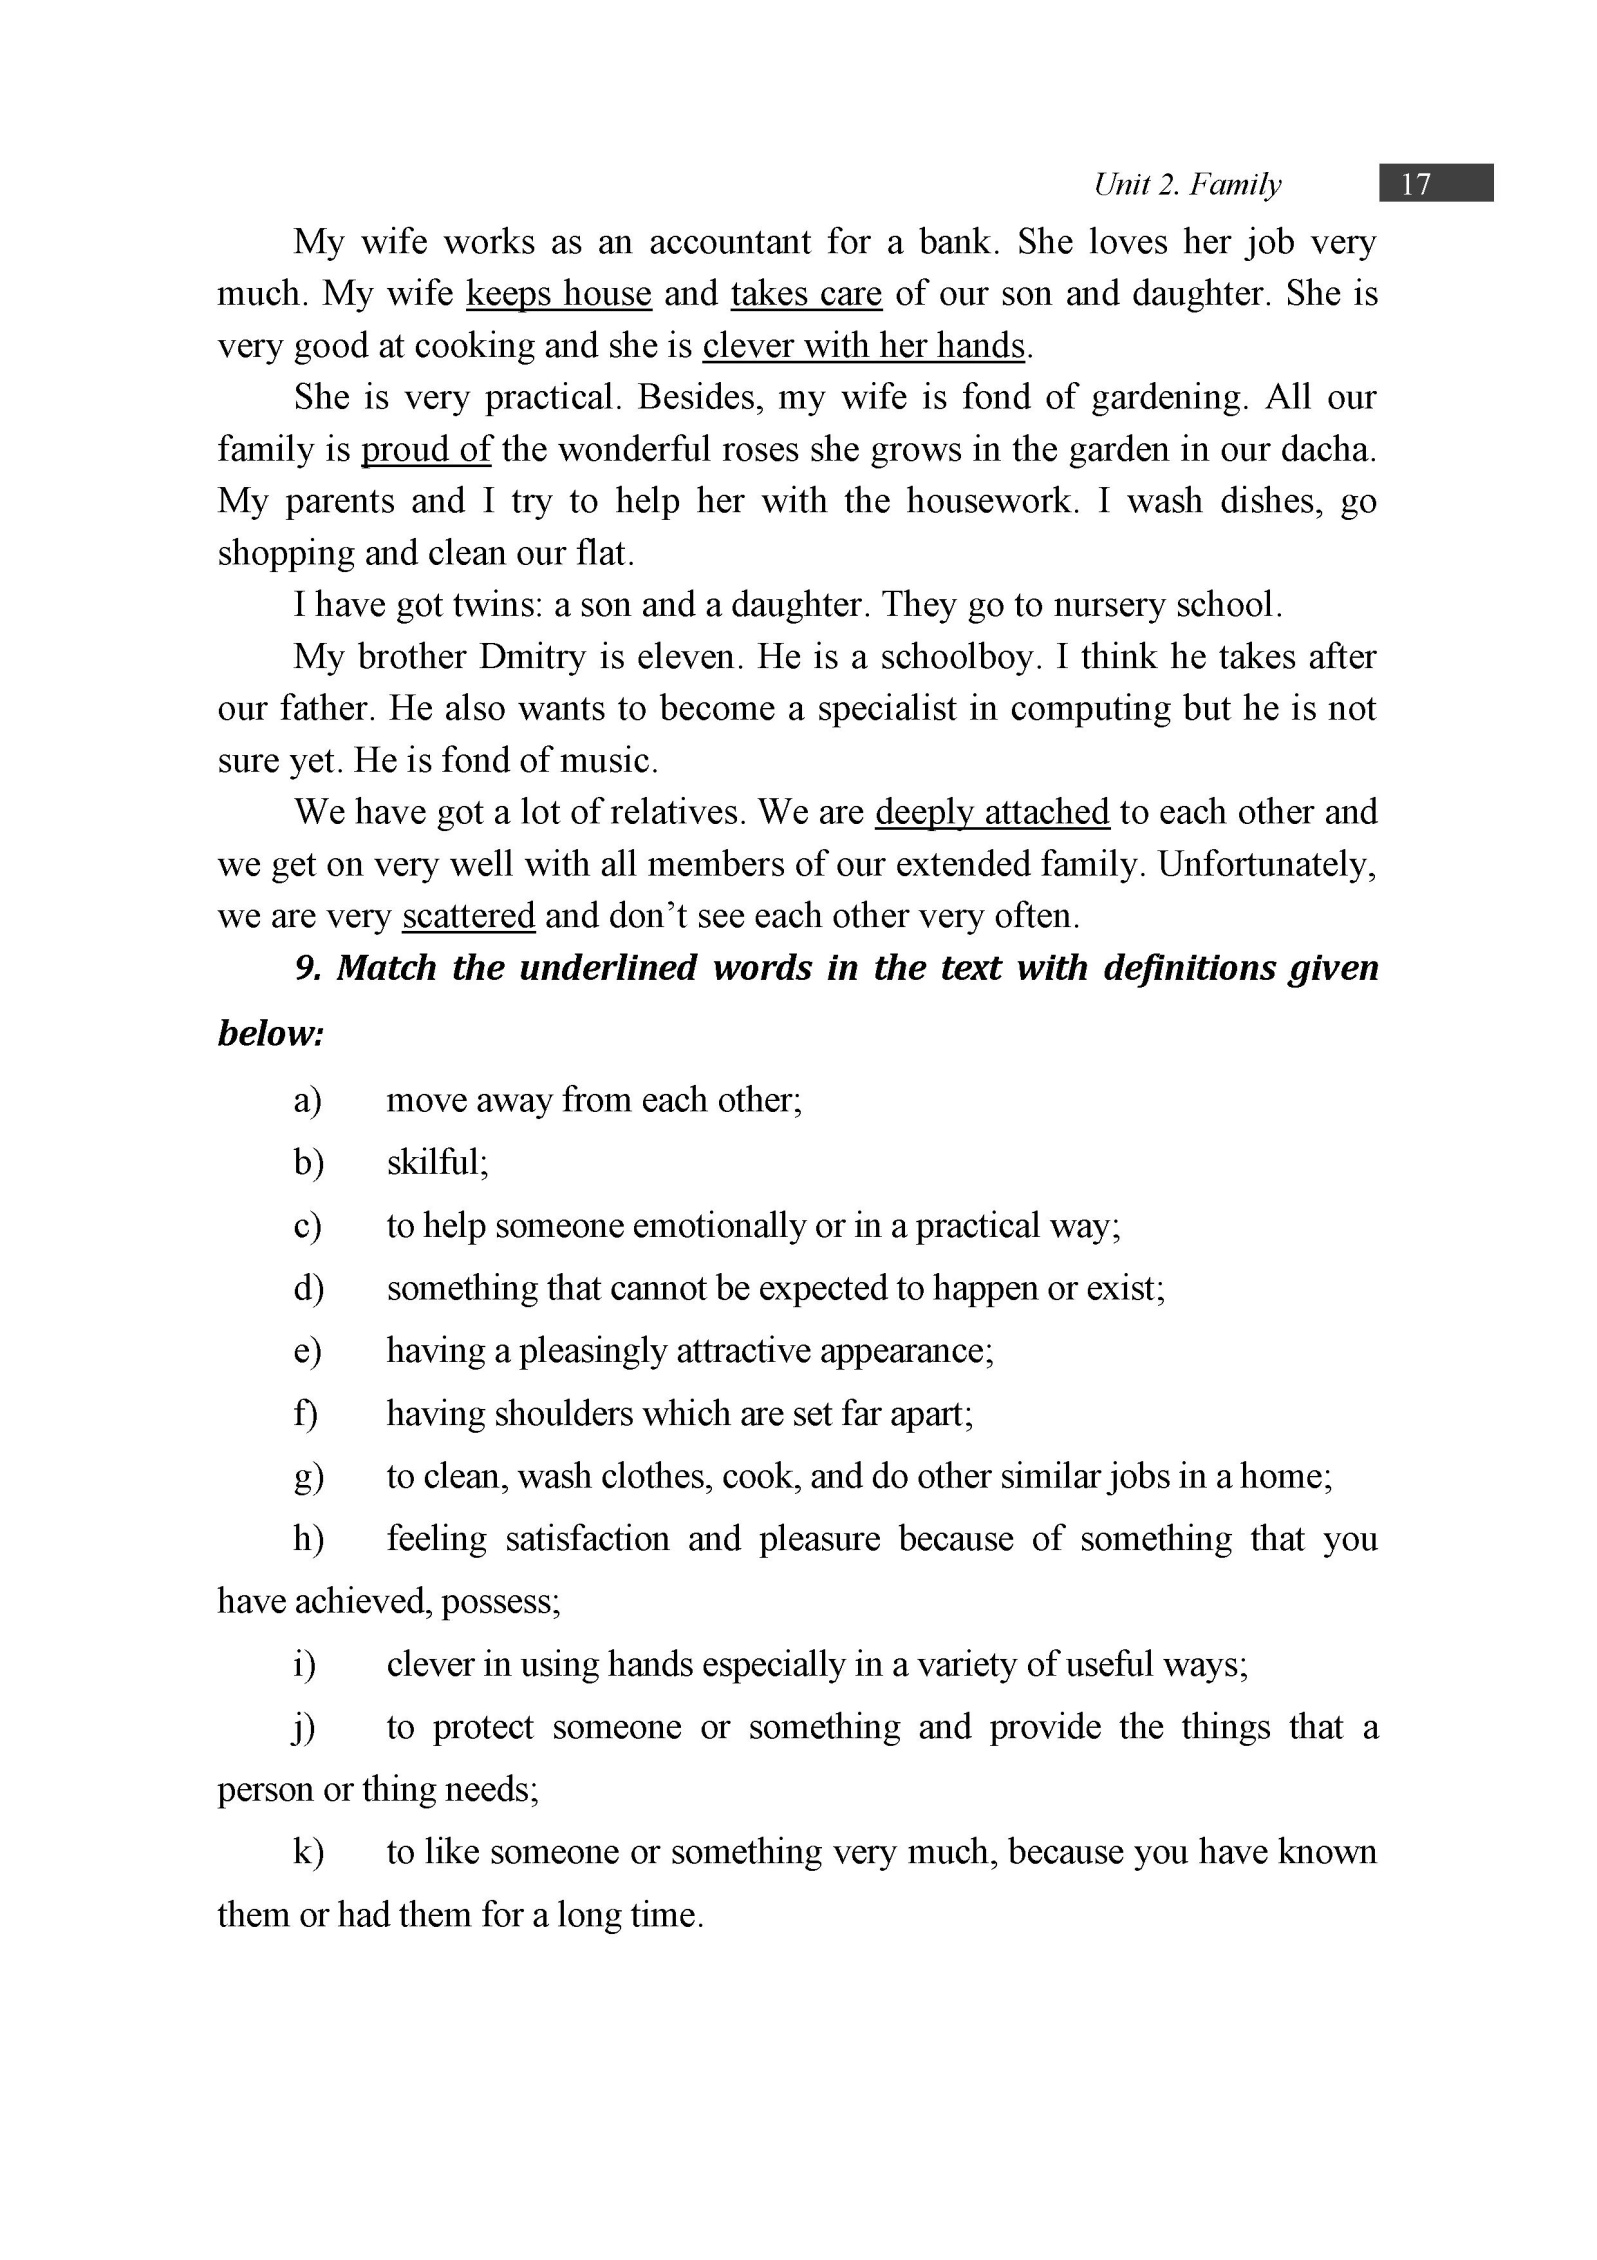 Unit 2. Family 17
My wife works as an accountant for a bank. She loves her job very
much. My wife keeps house and takes care of our son and daughter. She is
very good at cooking and she is clever with her hands.
She is very practical. Besides, my wife is fond of gardening. All our
family is proud of the wonderful roses she grows in the garden in our dacha.
My parents and I try to help her with the housework. I wash dishes, go
shopping and clean our flat.
I have got twins: a son and a daughter. They go to nursery school.
My brother Dmitry is eleven. He is a schoolboy. I think he takes after
our father. He also wants to become a specialist in computing but he is not
sure yet. He is fond of music.
We have got a lot of relatives. We are deeply attached to each other and
we get on very well with all members of our extended family. Unfortunately,
we are very scattered and don’t see each other very often.
9. Match the underlined words in the text with definitions given
below:
a) move away from each other;
b) skilful;
c) to help someone emotionally or in a practical way;
d) something that cannot be expected to happen or exist;
e) having a pleasingly attractive appearance;
f) having shoulders which are set far apart;
g) to clean, wash clothes, cook, and do other similar jobs in a home;
h) feeling satisfaction and pleasure because of something that you
have achieved, possess;
i) clever in using hands especially in a variety of useful ways;
j) to protect someone or something and provide the things that a
person or thing needs;
k) to like someone or something very much, because you have known
them or had them for a long time.